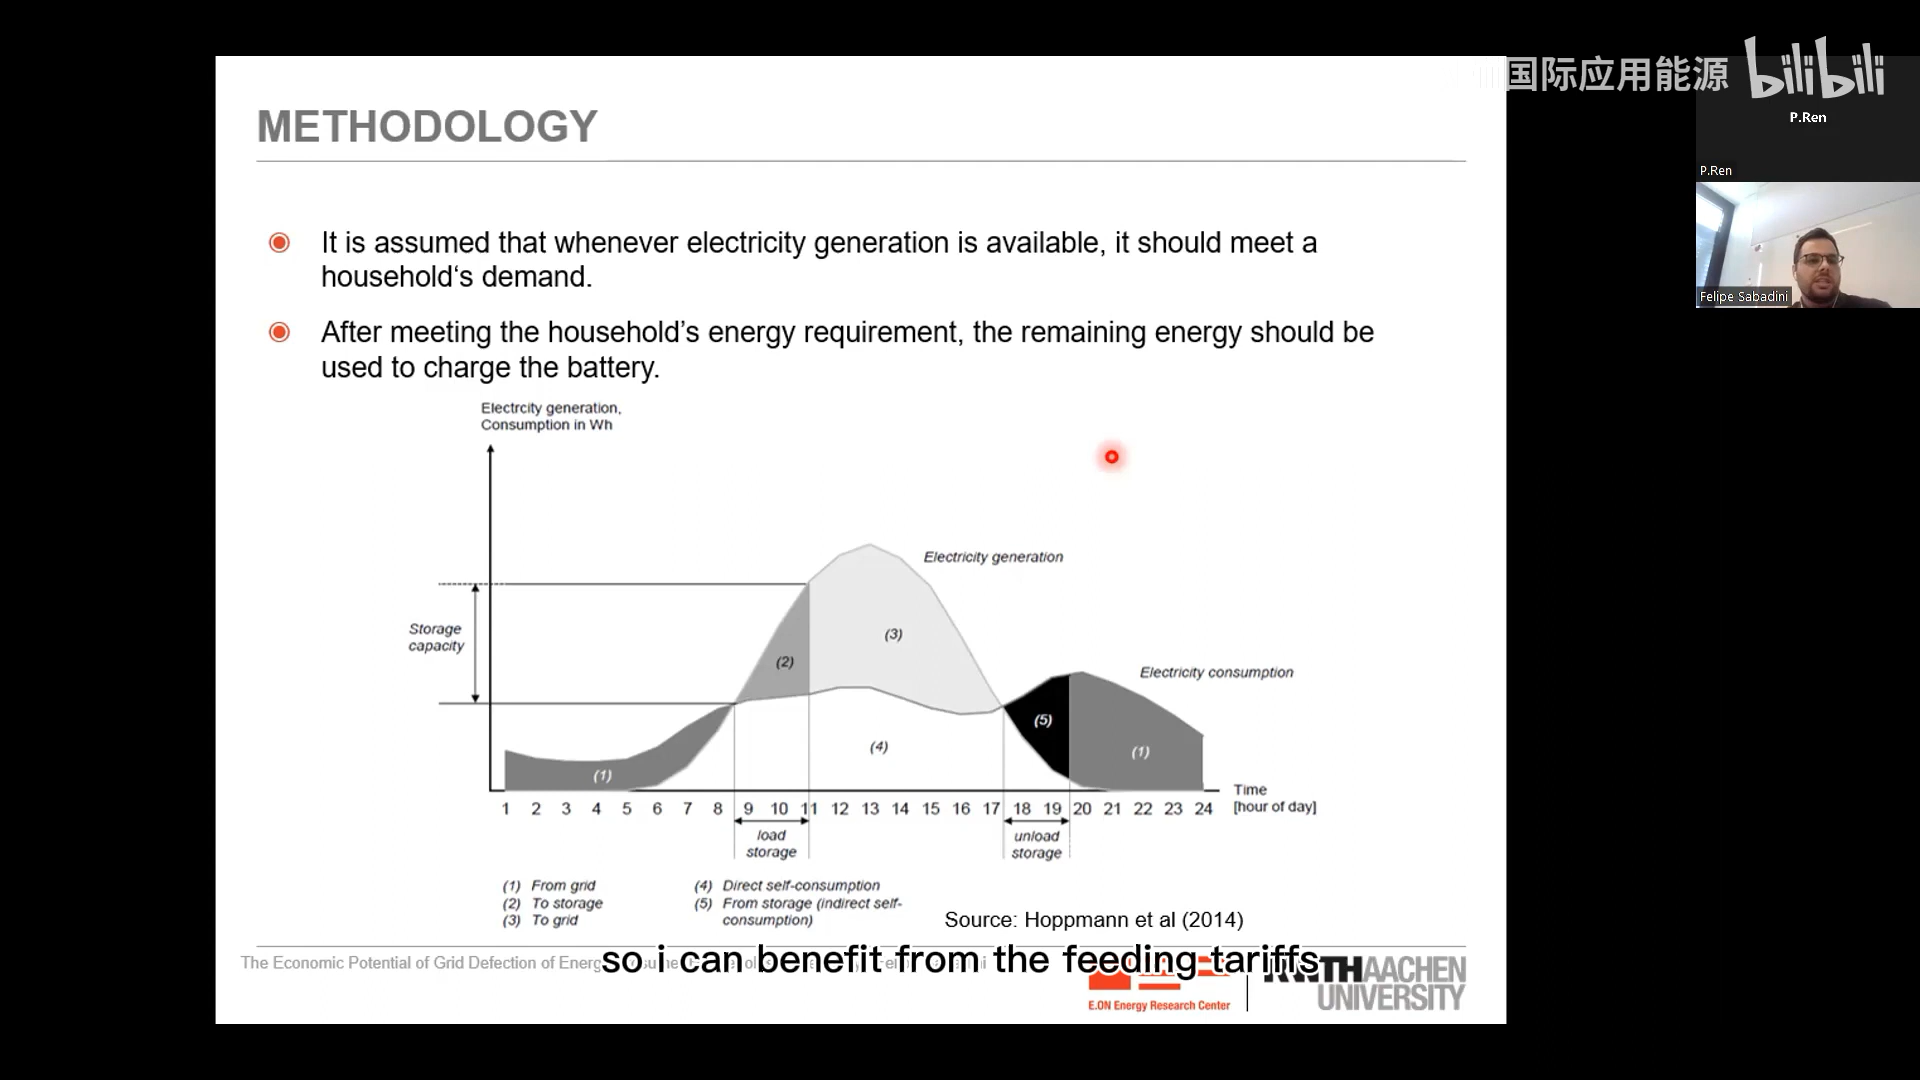 METHODOLOGY
国际应用能源
bilibili
P.Ren
P.Ren
Felipe Sabadini
It is assumed that whenever electricity generation is available, it should meet a
household‘s demand.
After meeting the household’s energy requirement, the remaining energy should be
used to charge the battery.
Electrcity generation,
Consumption in Wh
Electricity generation
Storage
capacity
(3)
(2)
Electricity consumption
(5)
(4)
(1)
(1)
1 2 3 4 5 6 7 8 9 10 11 12 13 14 15 16 17 18 19 20 21 22 23 24
Time
[hour of day]
load
storage
unload
storage
(1) From grid
(2) To storage
(3) To grid
(4) Direct self-consumption
(5) From storage (indirect self-
consumption)
Source: Hoppmann et al (2014)
The Economic Potential of Grid Defection of
so i can benefit from the feeding tariffs
E.ON Energy Research Center
RWTH AACHEN
UNIVERSITY